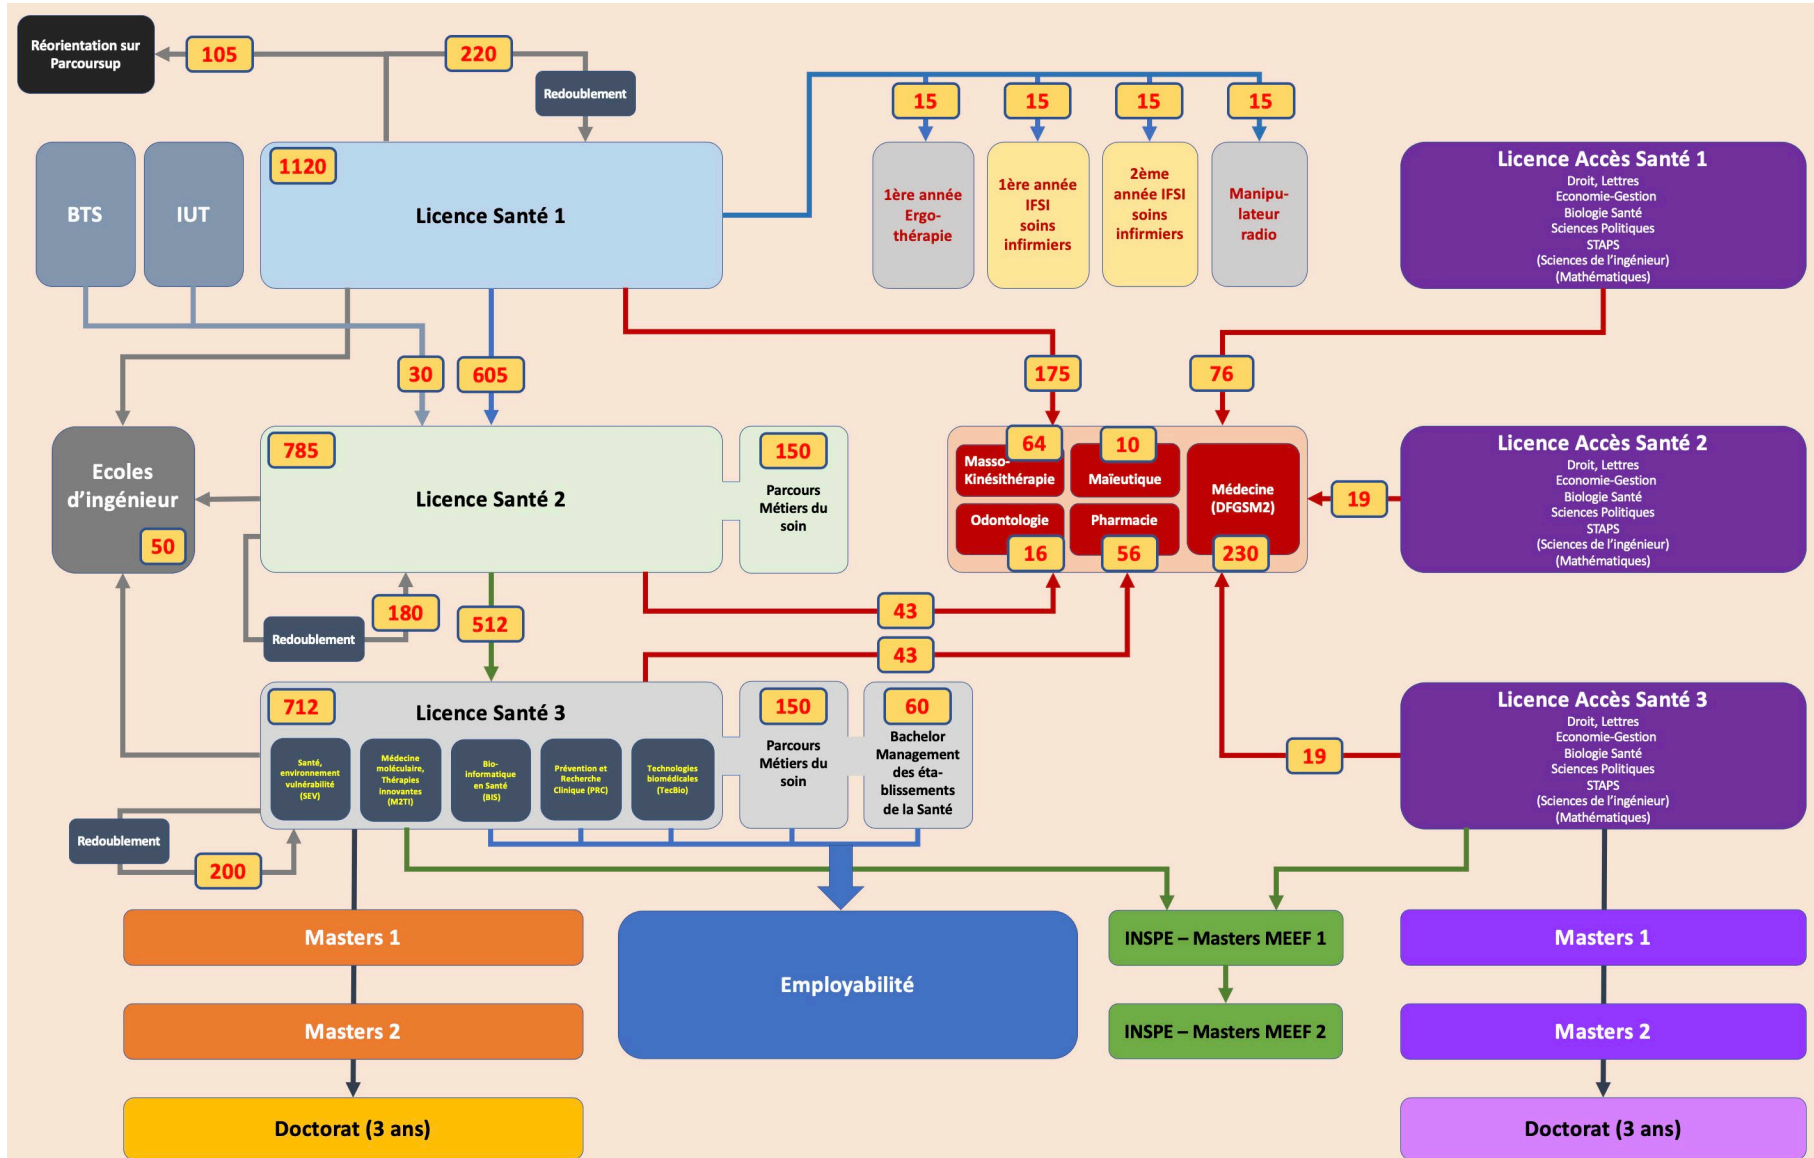 Réorientation sur
Parcoursup
105
220
Redoublement
15
15
15
15
BTS
IUT
1120
Licence Santé 1
1ère année
Ergo-
thérapie
1ère année
IFSI
soins
infirmiers
2ème
année IFSI
soins
infirmiers
Manipu-
lateur
radio
Licence Accès Santé 1
Droit, Lettres
Economie-Gestion
Biologie Santé
Sciences Politiques
STAPS
(Sciences de l’ingénieur)
(Mathématiques)
30
605
175
76
Ecoles
d’ingénieur
50
785
Licence Santé 2
150
Parcours
Métiers du
soin
64
Masso-
Kinésithérapie
10
Maïeutique
Médecine
(DFGSM2)
230
Odontologie
16
Pharmacie
56
19
Licence Accès Santé 2
Droit, Lettres
Economie-Gestion
Biologie Santé
Sciences Politiques
STAPS
(Sciences de l’ingénieur)
(Mathématiques)
Redoublement
180
512
43
43
712
Licence Santé 3
Santé,
environnement
vulnérabilité
(SEV)
Médecine
moléculaire,
Thérapies
innovantes
(M2TI)
Bio-
informatique
en Santé
(BIS)
Prévention et
Recherche
Clinique (PRC)
Technologies
biomédicales
(TecBio)
150
Parcours
Métiers du
soin
60
Bachelor
Management
des éta-
blissements
de la Santé
19
Licence Accès Santé 3
Droit, Lettres
Economie-Gestion
Biologie Santé
Sciences Politiques
STAPS
(Sciences de l’ingénieur)
(Mathématiques)
Redoublement
200
Masters 1
Masters 2
Doctorat (3 ans)
Employabilité
INSPE – Masters MEEF 1
INSPE – Masters MEEF 2
Masters 1
Masters 2
Doctorat (3 ans)